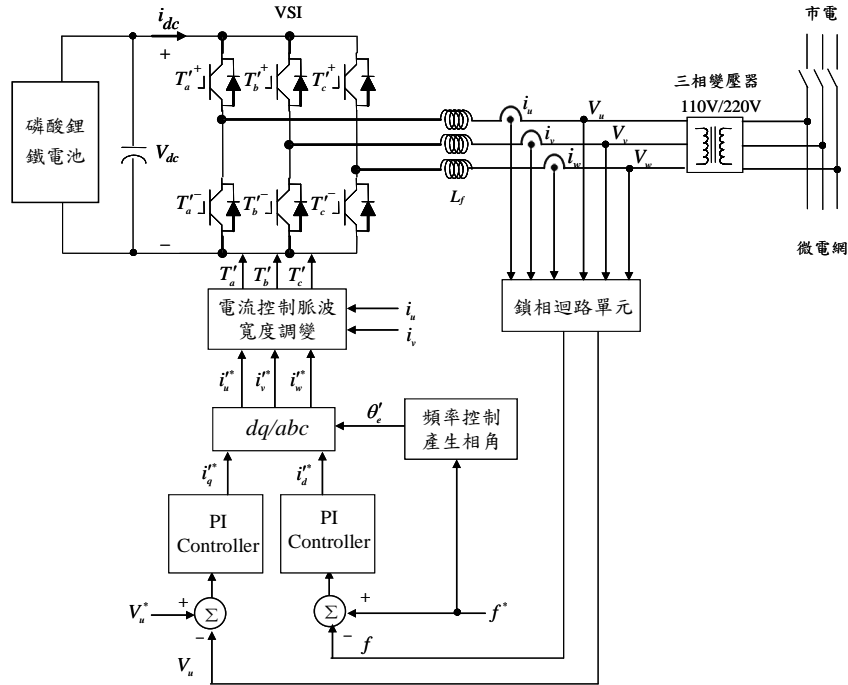 VSI
市電
i_dc
+
T′_a^+
T′_b^+
T′_c^+
三相變壓器
110V/220V
磷酸鋰
鐵電池
V_dc
i_u
i_v
i_w
V_u
V_v
V_w
L_f
T′_a^-
T′_b^-
T′_c^-
−
微電網
T′_a
T′_b
T′_c
電流控制脈波
寬度調變
i_u
i_v
鎖相迴路單元
i′_u^*
i′_v^*
i′_w^*
dq/abc
θ′_e
頻率控制
產生相角
i′_q^*
i′_d^*
PI
Controller
PI
Controller
V_u^*
+
Σ
−
+
Σ
−
f^*
f
V_u